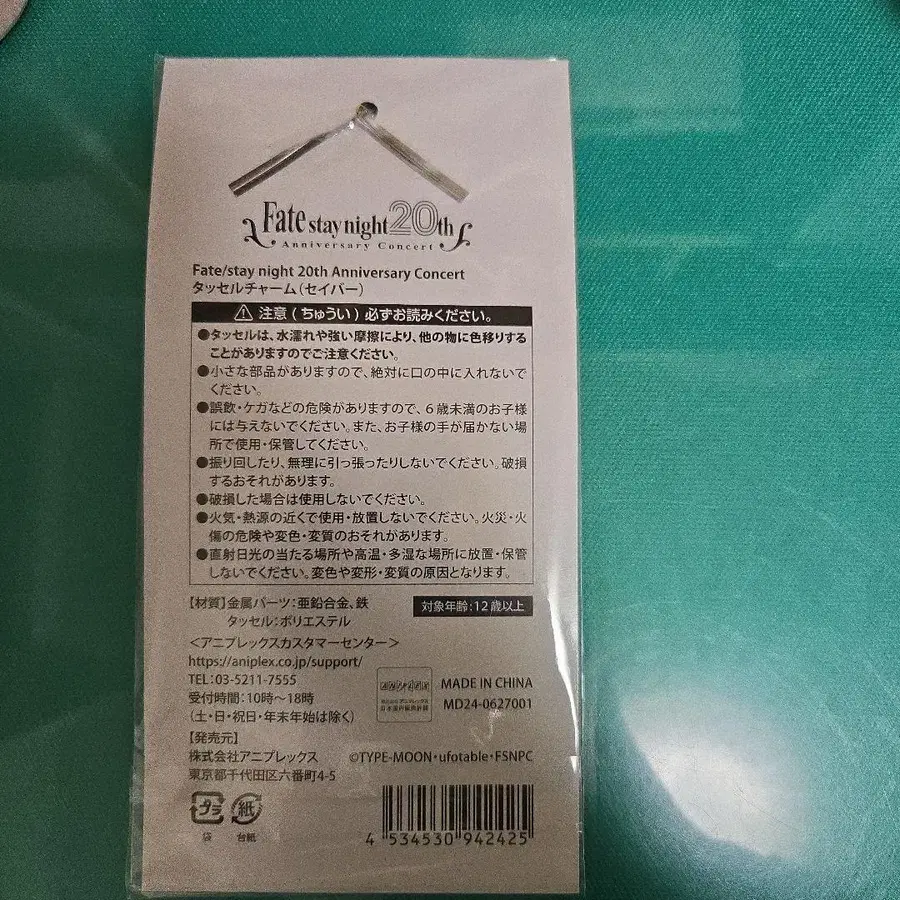 Fate stay night 20th
Anniversary Concert
Fate/stay night 20th Anniversary Concert
タッセルチャーム(セイバー)
注意(ちゅうい)必ずお読みください。
●タッセルは、水濡れや強い摩擦により、他の物に色移りする
ことがありますのでご注意ください。
●小さな部品がありますので、絶対に口の中に入れないで
ください。
●誤飲・ケガなどの危険がありますので、6歳未満のお子様
には与えないでください。また、お子様の手が届かない場
所で使用・保管してください。
●振り回したり、無理に引っ張ったりしないでください。破損
するおそれがあります。
●破損した場合は使用しないでください。
●火気・熱源の近くで使用・放置しないでください。火災・火
傷の危険や変色・変質のおそれがあります。
●直射日光の当たる場所や高温・多湿な場所に放置・保管
しないでください。変色や変形・変質の原因となります。
【材質】金属パーツ:亜鉛合金、鉄
タッセル:ポリエステル
対象年齢:12歳以上
<アニプレックスカスタマーセンター>
https://aniplex.co.jp/support/
TEL:03-5211-7555
受付時間:10時~18時
(土・日・祝日・年末年始は除く)
MADE IN CHINA
MD24-0627001
【発売元】
株式会社アニプレックス
東京都千代田区六番町4-5
©TYPE-MOON・ufotable・FSNPC
プラ
袋
紙
台紙
4 534530 942425